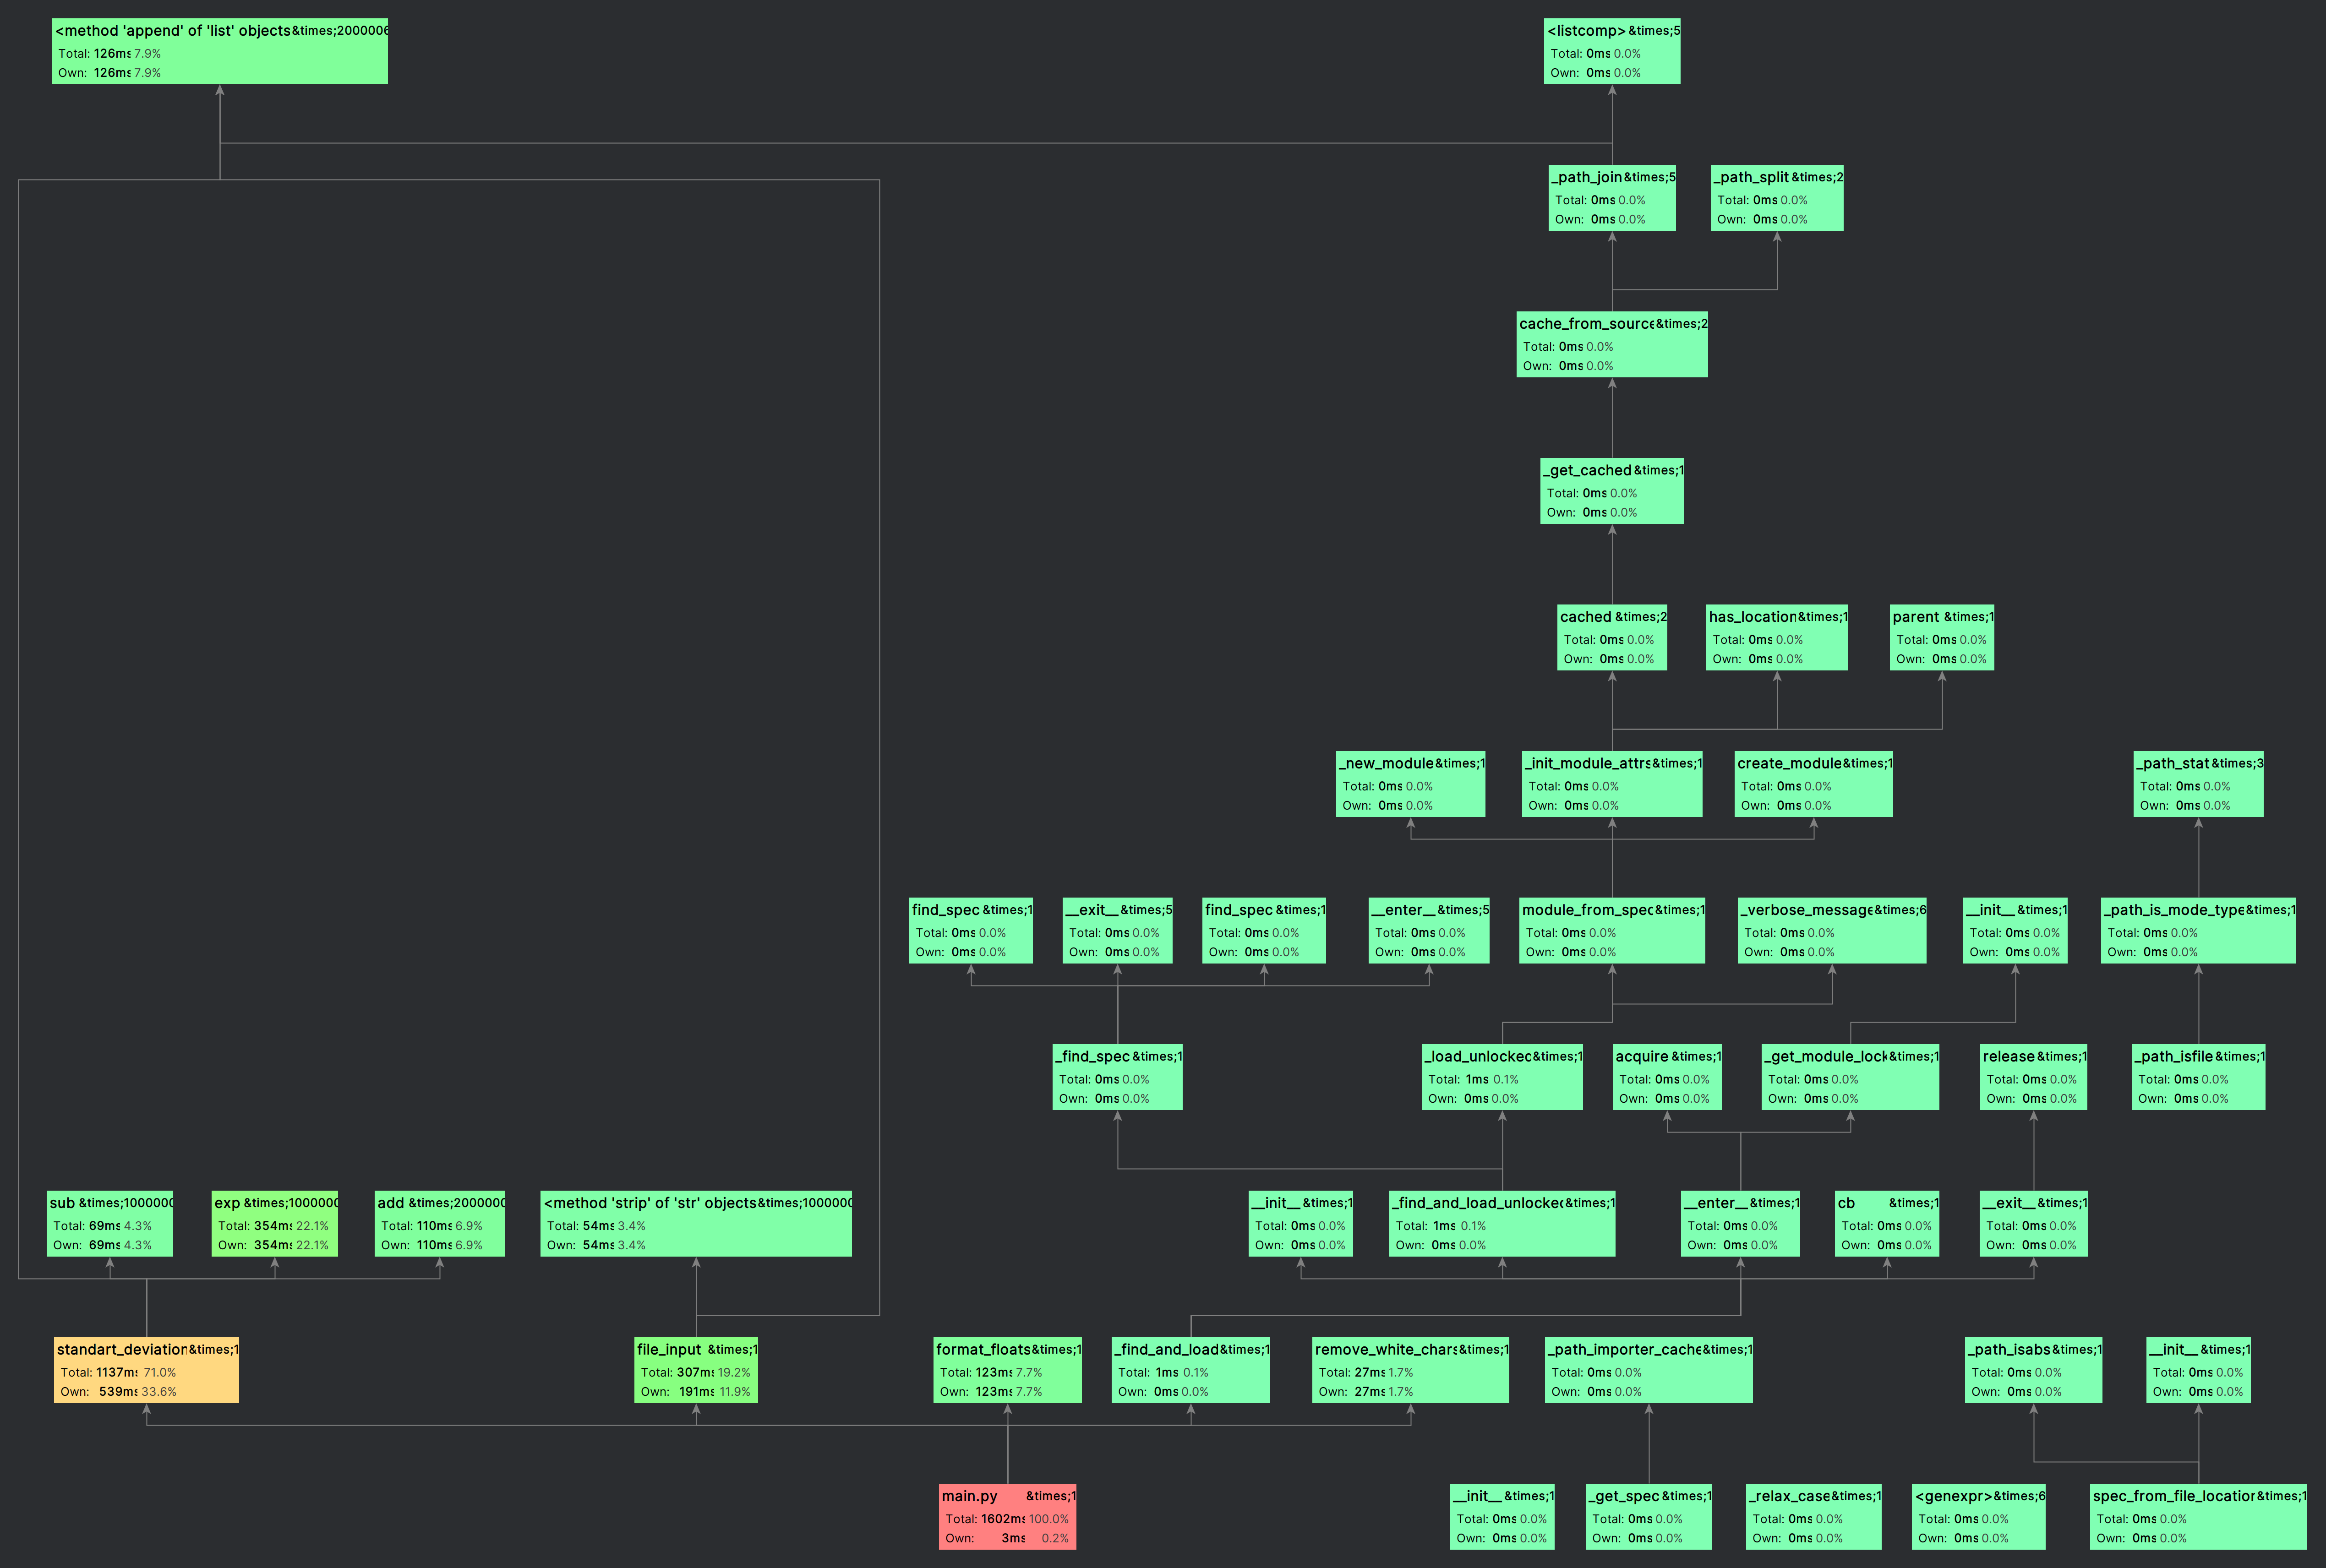 <method 'append' of 'list' objects&times;2000006
Total: 126ms 7.9%
Own: 126ms 7.9%
<listcomp>&times;5
Total: 0ms 0.0%
Own: 0ms 0.0%
_path_join&times;5
Total: 0ms 0.0%
Own: 0ms 0.0%
_path_split&times;2
Total: 0ms 0.0%
Own: 0ms 0.0%
cache_from_source&times;2
Total: 0ms 0.0%
Own: 0ms 0.0%
_get_cached&times;1
Total: 0ms 0.0%
Own: 0ms 0.0%
cached &times;2
Total: 0ms 0.0%
Own: 0ms 0.0%
has_location&times;1
Total: 0ms 0.0%
Own: 0ms 0.0%
parent &times;1
Total: 0ms 0.0%
Own: 0ms 0.0%
_new_module&times;1
Total: 0ms 0.0%
Own: 0ms 0.0%
_init_module_attrs&times;1
Total: 0ms 0.0%
Own: 0ms 0.0%
create_module&times;1
Total: 0ms 0.0%
Own: 0ms 0.0%
_path_stat&times;3
Total: 0ms 0.0%
Own: 0ms 0.0%
find_spec &times;1
Total: 0ms 0.0%
Own: 0ms 0.0%
__exit__ &times;5
Total: 0ms 0.0%
Own: 0ms 0.0%
find_spec &times;1
Total: 0ms 0.0%
Own: 0ms 0.0%
__enter__ &times;5
Total: 0ms 0.0%
Own: 0ms 0.0%
module_from_spec&times;1
Total: 0ms 0.0%
Own: 0ms 0.0%
_verbose_message&times;6
Total: 0ms 0.0%
Own: 0ms 0.0%
__init__ &times;1
Total: 0ms 0.0%
Own: 0ms 0.0%
_path_is_mode_type&times;1
Total: 0ms 0.0%
Own: 0ms 0.0%
_find_spec &times;1
Total: 0ms 0.0%
Own: 0ms 0.0%
_load_unlocked&times;1
Total: 1ms 0.1%
Own: 0ms 0.0%
acquire &times;1
Total: 0ms 0.0%
Own: 0ms 0.0%
_get_module_lock&times;1
Total: 0ms 0.0%
Own: 0ms 0.0%
release&times;1
Total: 0ms 0.0%
Own: 0ms 0.0%
_path_isfile&times;1
Total: 0ms 0.0%
Own: 0ms 0.0%
sub &times;1000000
Total: 69ms 4.3%
Own: 69ms 4.3%
exp &times;1000000
Total: 354ms 22.1%
Own: 354ms 22.1%
add &times;2000000
Total: 110ms 6.9%
Own: 110ms 6.9%
<method 'strip' of 'str' objects&times;1000000
Total: 54ms 3.4%
Own: 54ms 3.4%
__init__ &times;1
Total: 0ms 0.0%
Own: 0ms 0.0%
_find_and_load_unlocked&times;1
Total: 1ms 0.1%
Own: 0ms 0.0%
__enter__ &times;1
Total: 0ms 0.0%
Own: 0ms 0.0%
cb &times;1
Total: 0ms 0.0%
Own: 0ms 0.0%
__exit__ &times;1
Total: 0ms 0.0%
Own: 0ms 0.0%
standart_deviation&times;1
Total: 1137ms 71.0%
Own: 539ms 33.6%
file_input &times;1
Total: 307ms 19.2%
Own: 191ms 11.9%
format_floats&times;1
Total: 123ms 7.7%
Own: 123ms 7.7%
_find_and_load&times;1
Total: 1ms 0.1%
Own: 0ms 0.0%
remove_white_chars&times;1
Total: 27ms 1.7%
Own: 27ms 1.7%
_path_importer_cache&times;1
Total: 0ms 0.0%
Own: 0ms 0.0%
_path_isabs&times;1
Total: 0ms 0.0%
Own: 0ms 0.0%
__init__ &times;1
Total: 0ms 0.0%
Own: 0ms 0.0%
main.py &times;1
Total: 1602ms 100.0%
Own: 3ms 0.2%
__init__ &times;1
Total: 0ms 0.0%
Own: 0ms 0.0%
_get_spec&times;1
Total: 0ms 0.0%
Own: 0ms 0.0%
_relax_case&times;1
Total: 0ms 0.0%
Own: 0ms 0.0%
<genexpr>&times;6
Total: 0ms 0.0%
Own: 0ms 0.0%
spec_from_file_location&times;1
Total: 0ms 0.0%
Own: 0ms 0.0%